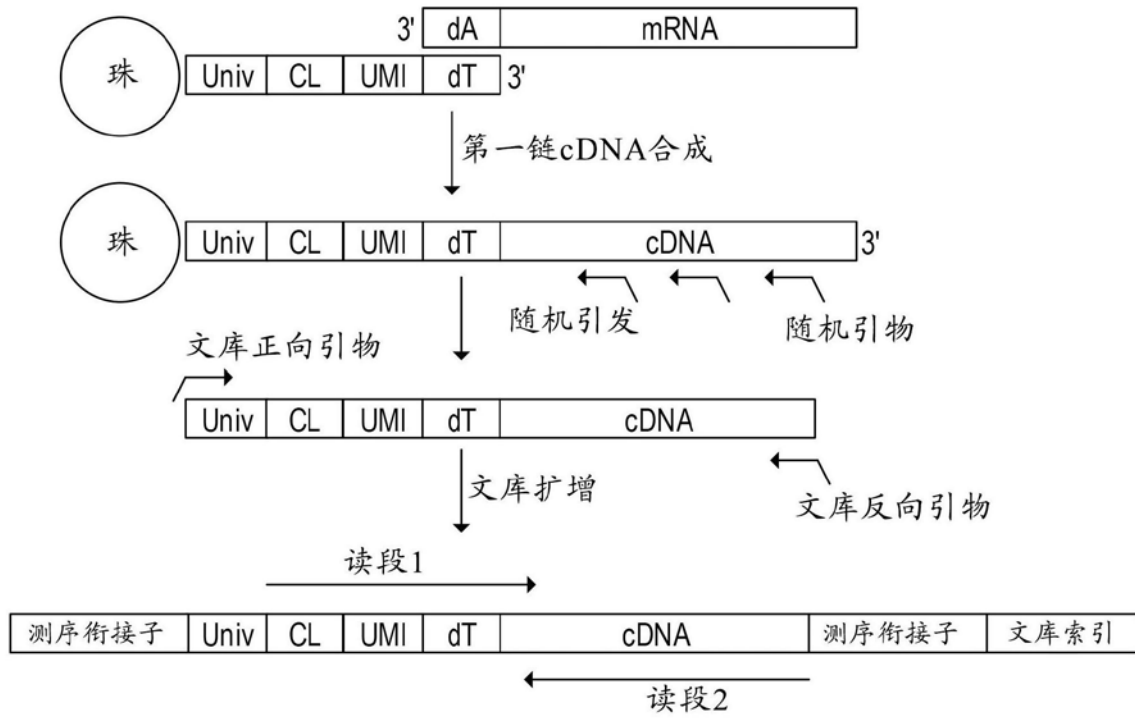 3' dA mRNA
珠 Univ CL UMI dT 3'
第一链cDNA合成
珠 Univ CL UMI dT cDNA 3'
随机引发 随机引物
文库正向引物
Univ CL UMI dT cDNA
文库扩增
文库反向引物
读段1
测序衔接子 Univ CL UMI dT cDNA 测序衔接子 文库索引
读段2